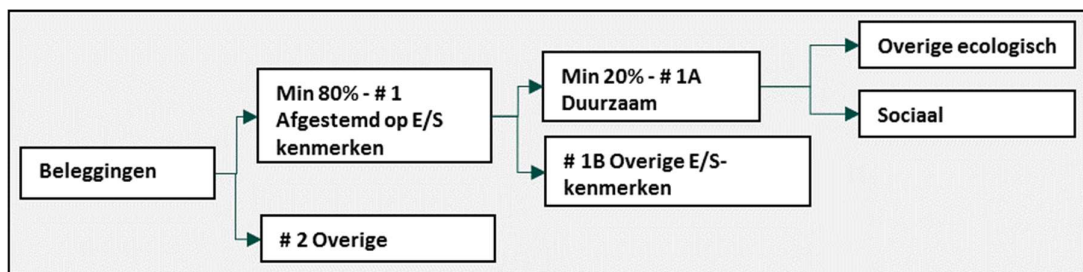 Beleggingen
Min 80% - # 1
Afgestemd op E/S
kenmerken
# 2 Overige
Min 20% - # 1A
Duurzaam
# 1B Overige E/S-
kenmerken
Overige ecologisch
Sociaal